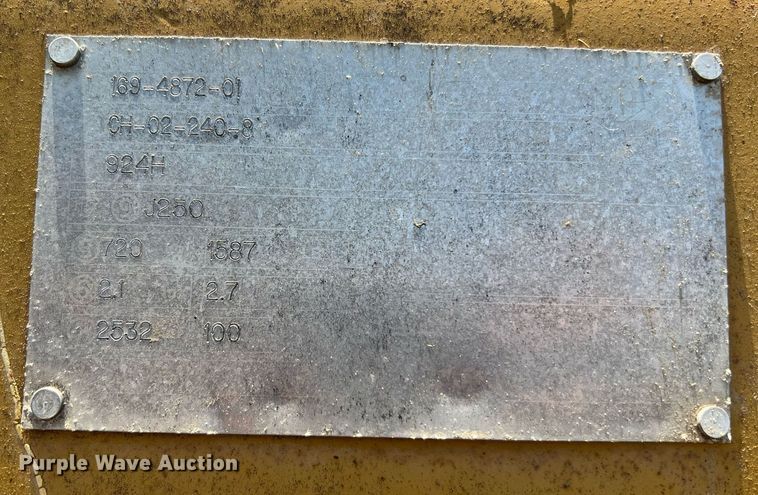 169-4872-01
CH-02-240-8
924H
J250
720 1587
2.1 2.7
2532 100
Purple Wave Auction